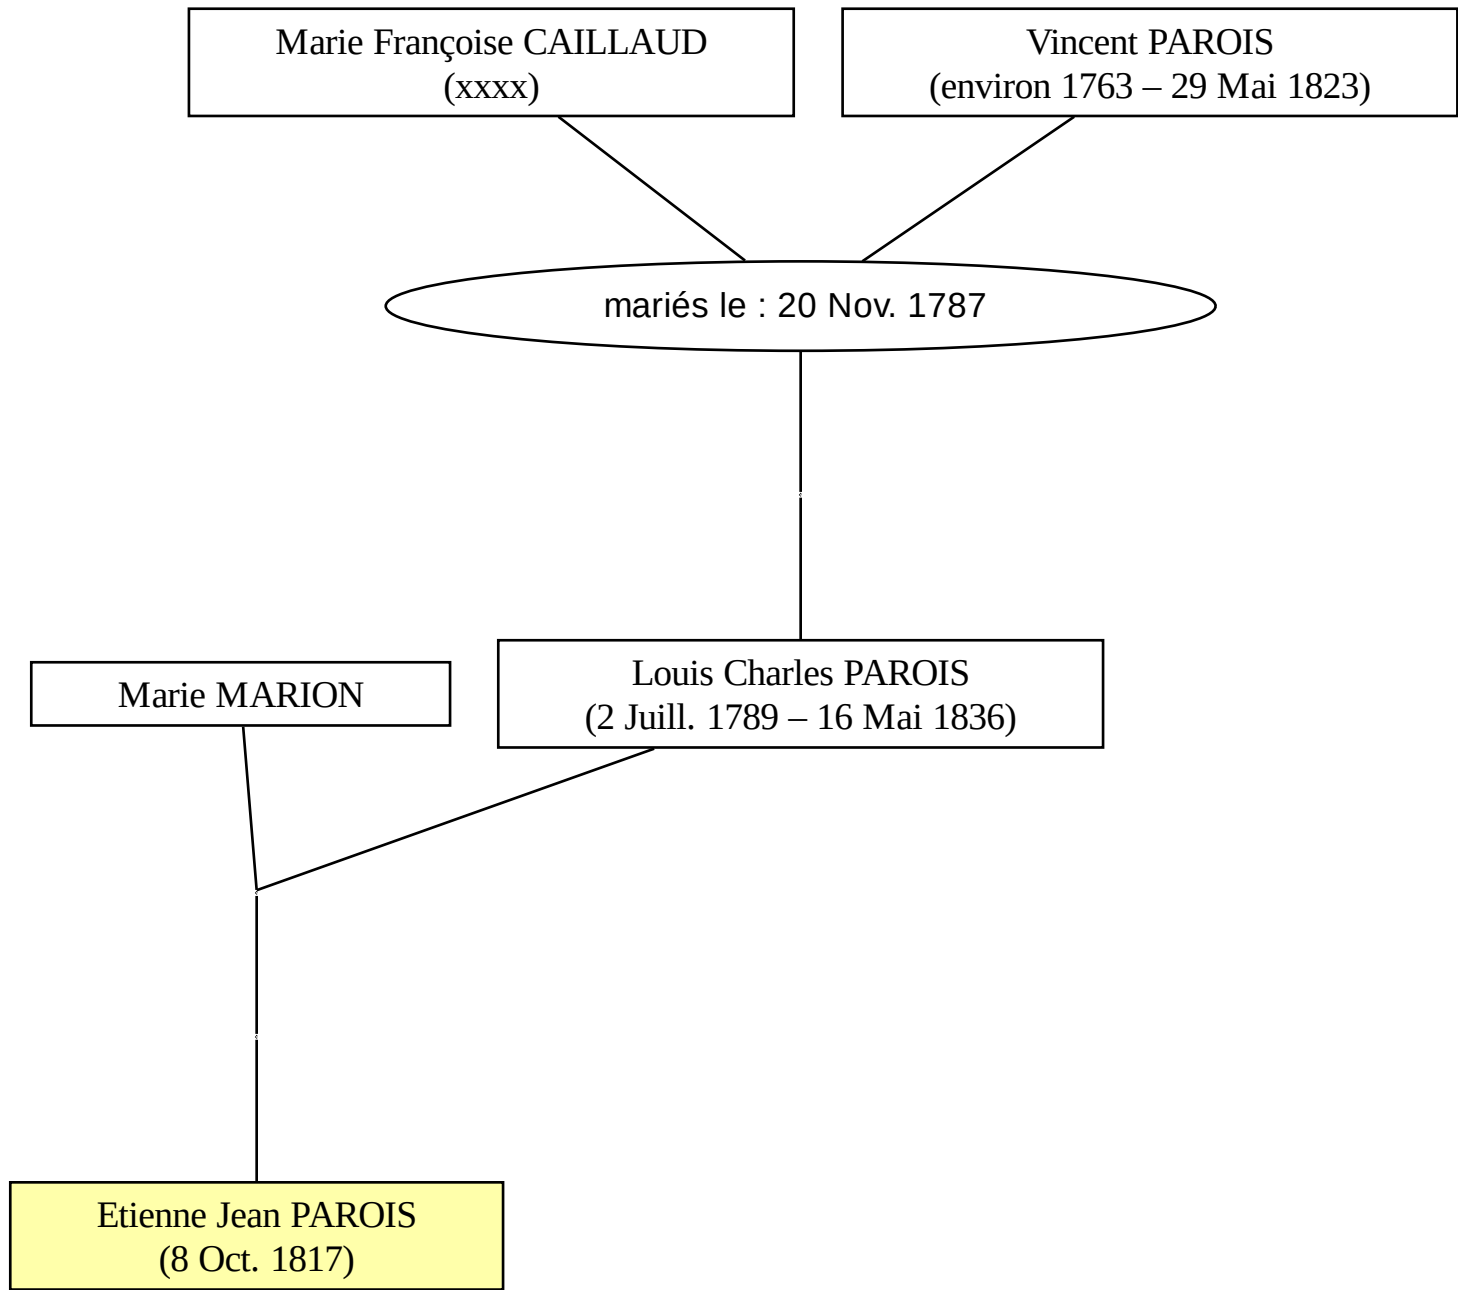 Marie Françoise CAILLAUD
(xxxx)
Vincent PAROIS
(environ 1763 – 29 Mai 1823)
mariés le : 20 Nov. 1787
Marie MARION
Louis Charles PAROIS
(2 Juill. 1789 – 16 Mai 1836)
Etienne Jean PAROIS
(8 Oct. 1817)